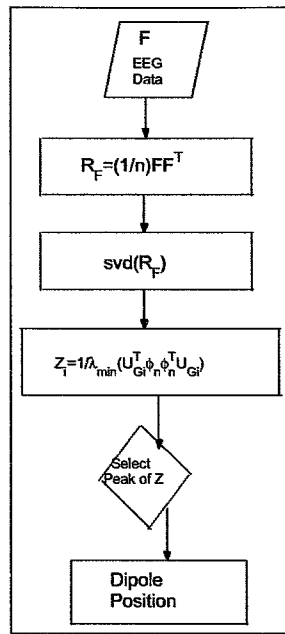 F
EEG
Data
R_F=(1/n)FF^T
svd(R_F)
Z_i=1/λ_min(U_Gi^Tϕ_nϕ_n^TU_Gi)
Select
Peak of Z
Dipole
Position